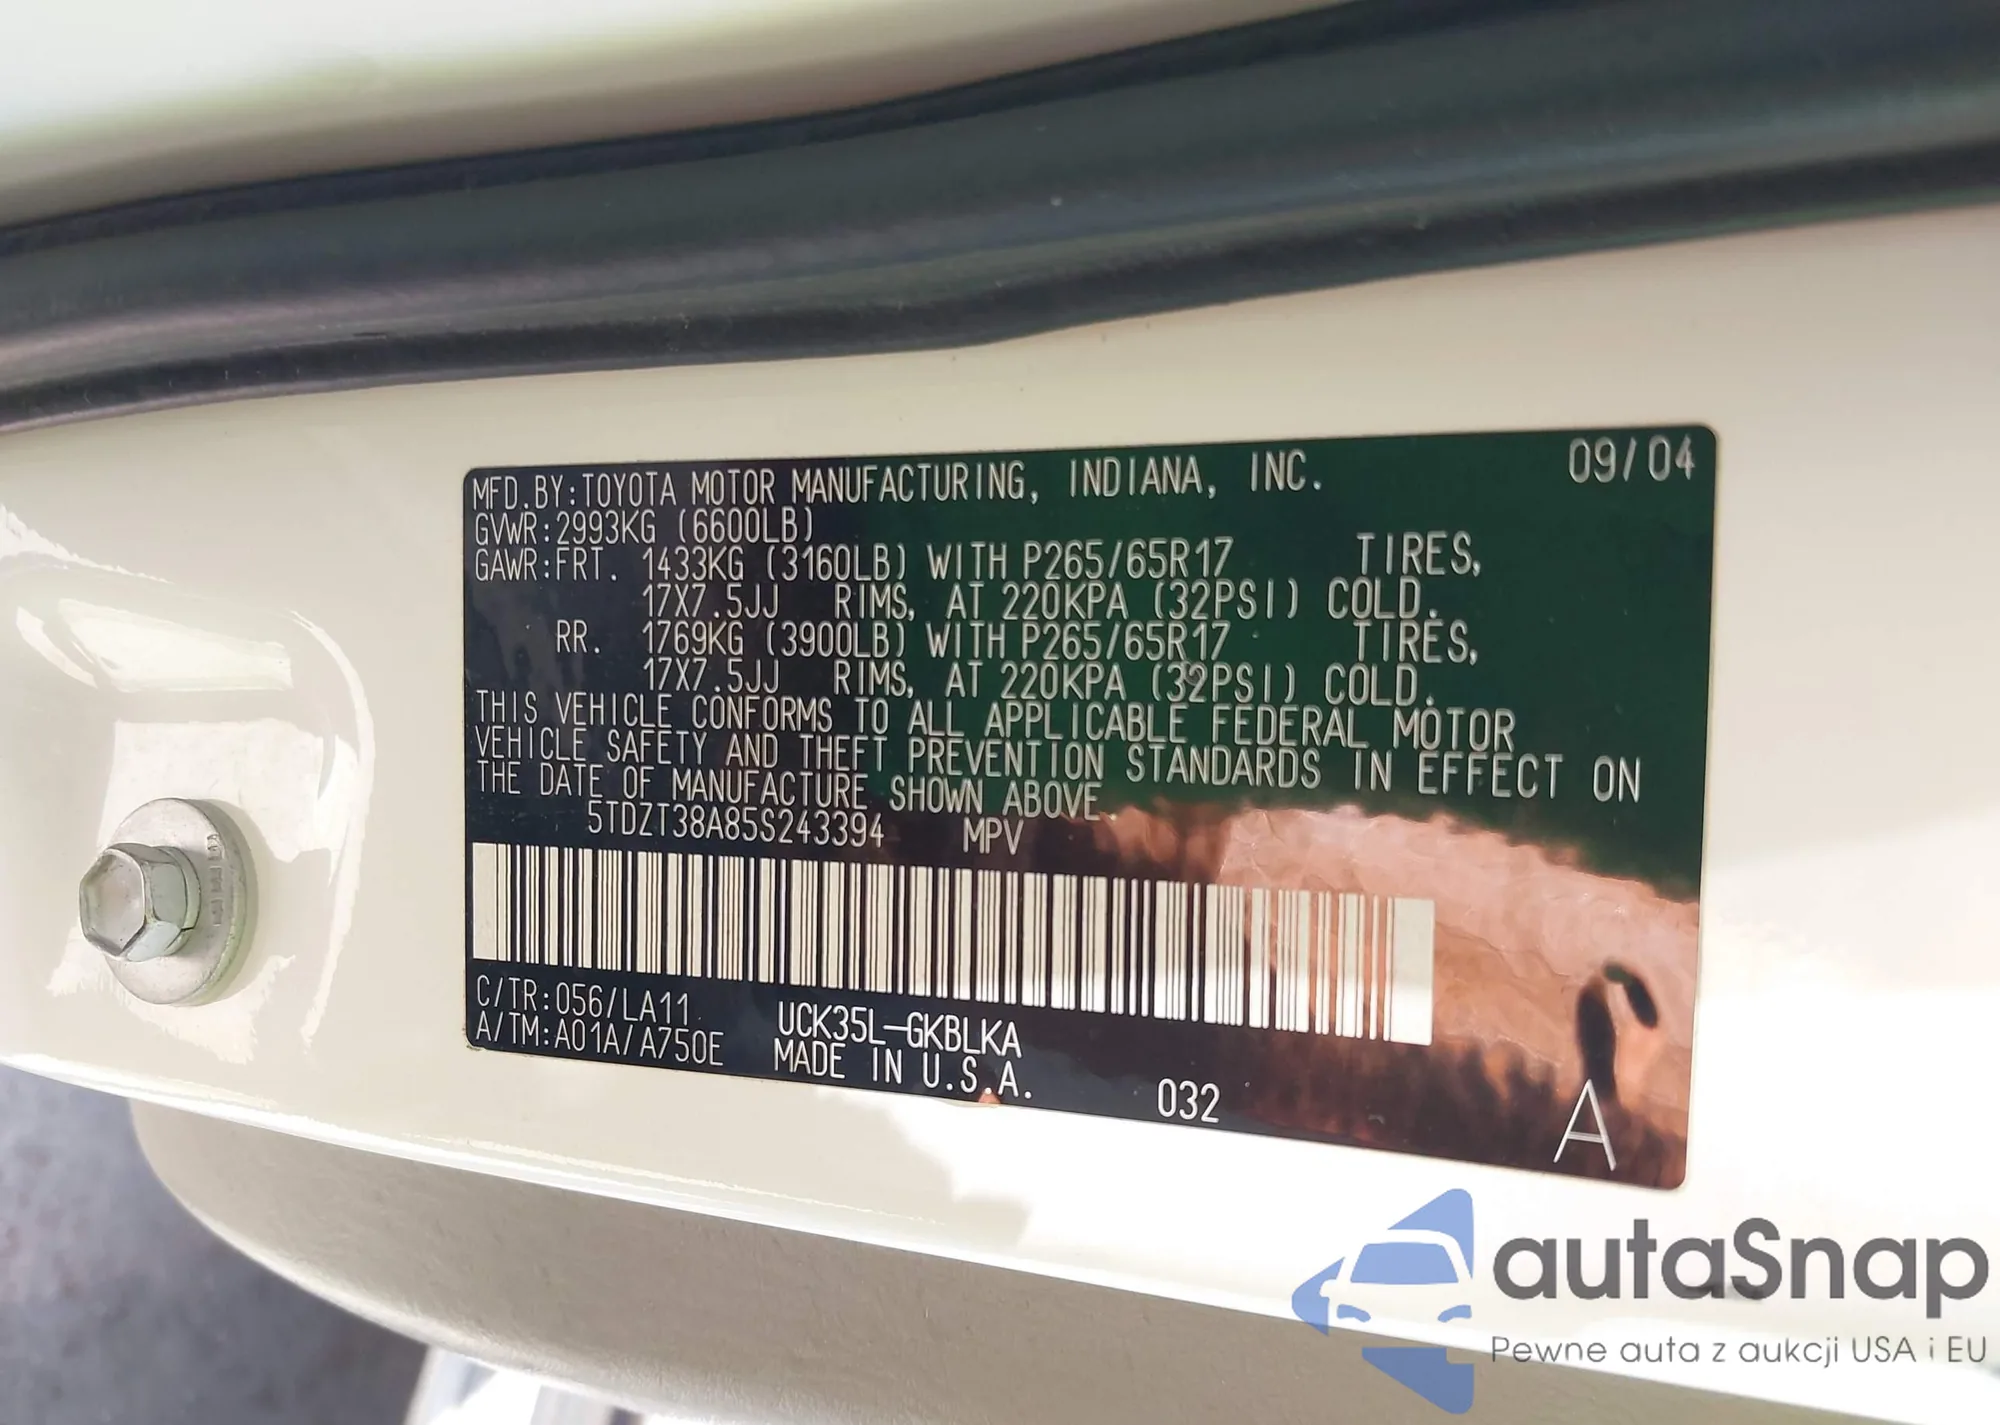 MFD.BY:TOYOTA MOTOR MANUFACTURING, INDIANA, INC. 09/04
GVWR:2993KG (6600LB)
GAWR:FRT. 1433KG (3160LB) WITH P265/65R17 TIRES,
17X7.5JJ RIMS, AT 220KPA (32PSI) COLD.
RR. 1769KG (3900LB) WITH P265/65R17 TIRES,
17X7.5JJ RIMS, AT 220KPA (32PSI) COLD.
THIS VEHICLE CONFORMS TO ALL APPLICABLE FEDERAL MOTOR
VEHICLE SAFETY AND THEFT PREVENTION STANDARDS IN EFFECT ON
THE DATE OF MANUFACTURE SHOWN ABOVE.
5TDZT38A85S243394 MPV
C/TR:056/LA11 UCK35L-GKBLKA
A/TM:A01A/A750E MADE IN U.S.A. 032 A
autaSnap
Pewne auta z aukcji USA i EU